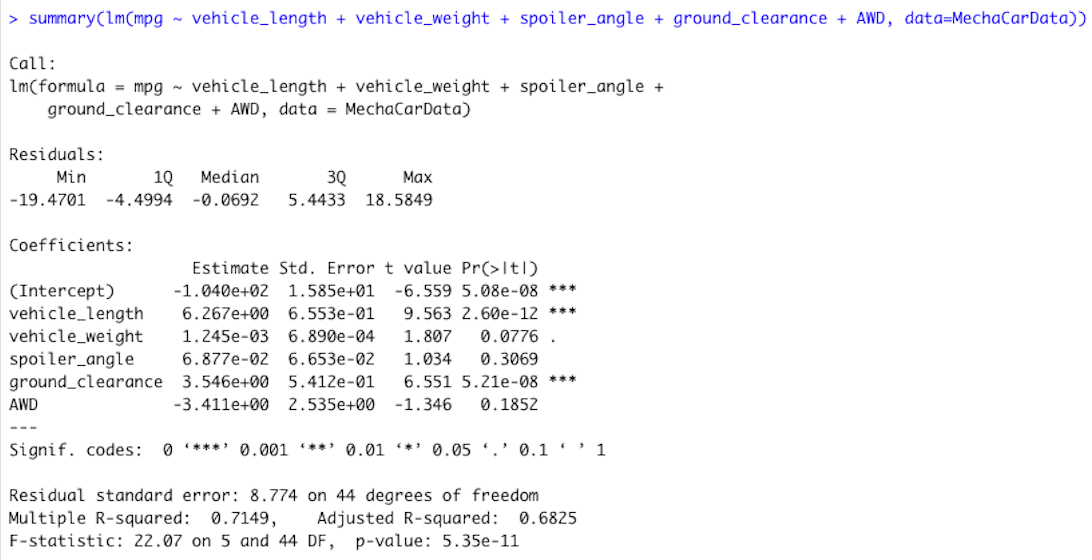 > summary(lm(mpg ~ vehicle_length + vehicle_weight + spoiler_angle + ground_clearance + AWD, data=MechaCarData))
Call:
lm(formula = mpg ~ vehicle_length + vehicle_weight + spoiler_angle +
    ground_clearance + AWD, data = MechaCarData)
Residuals:
     Min       1Q   Median       3Q      Max
-19.4701  -4.4994  -0.0692   5.4433  18.5849
Coefficients:
                   Estimate Std. Error t value Pr(>|t|)
(Intercept)      -1.040e+02  1.585e+01  -6.559 5.08e-08 ***
vehicle_length    6.267e+00  6.553e-01   9.563 2.60e-12 ***
vehicle_weight    1.245e-03  6.890e-04   1.807   0.0776 .
spoiler_angle     6.877e-02  6.653e-02   1.034   0.3069
ground_clearance  3.546e+00  5.412e-01   6.551 5.21e-08 ***
AWD              -3.411e+00  2.535e+00  -1.346   0.1852
---
Signif. codes:  0 ‘***’ 0.001 ‘**’ 0.01 ‘*’ 0.05 ‘.’ 0.1 ‘ ’ 1
Residual standard error: 8.774 on 44 degrees of freedom
Multiple R-squared:  0.7149,    Adjusted R-squared:  0.6825
F-statistic: 22.07 on 5 and 44 DF,  p-value: 5.35e-11